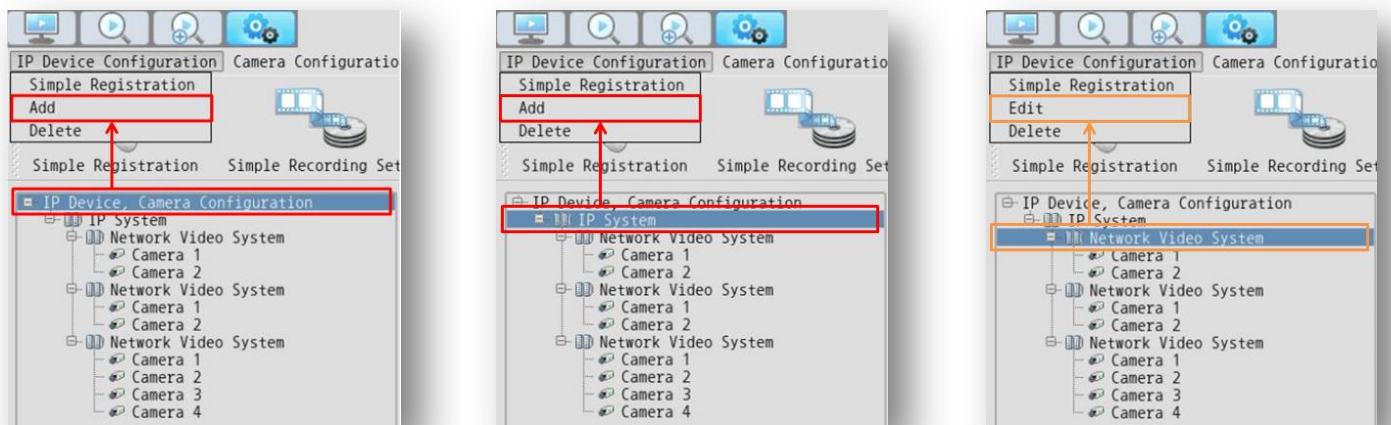 IP Device Configuration Camera Configuratio
Simple Registration
Add
Delete
Simple Registration Simple Recording Set
IP Device, Camera Configuration
IP System
Network Video System
Camera 1
Camera 2
Network Video System
Camera 1
Camera 2
Network Video System
Camera 1
Camera 2
Camera 3
Camera 4
IP Device Configuration Camera Configuratio
Simple Registration
Add
Delete
Simple Registration Simple Recording Set
IP Device, Camera Configuration
IP System
Network Video System
Camera 1
Camera 2
Network Video System
Camera 1
Camera 2
Network Video System
Camera 1
Camera 2
Camera 3
Camera 4
IP Device Configuration Camera Configuratio
Simple Registration
Edit
Delete
Simple Registration Simple Recording Set
IP Device, Camera Configuration
IP System
Network Video System
Camera 1
Camera 2
Network Video System
Camera 1
Camera 2
Network Video System
Camera 1
Camera 2
Camera 3
Camera 4